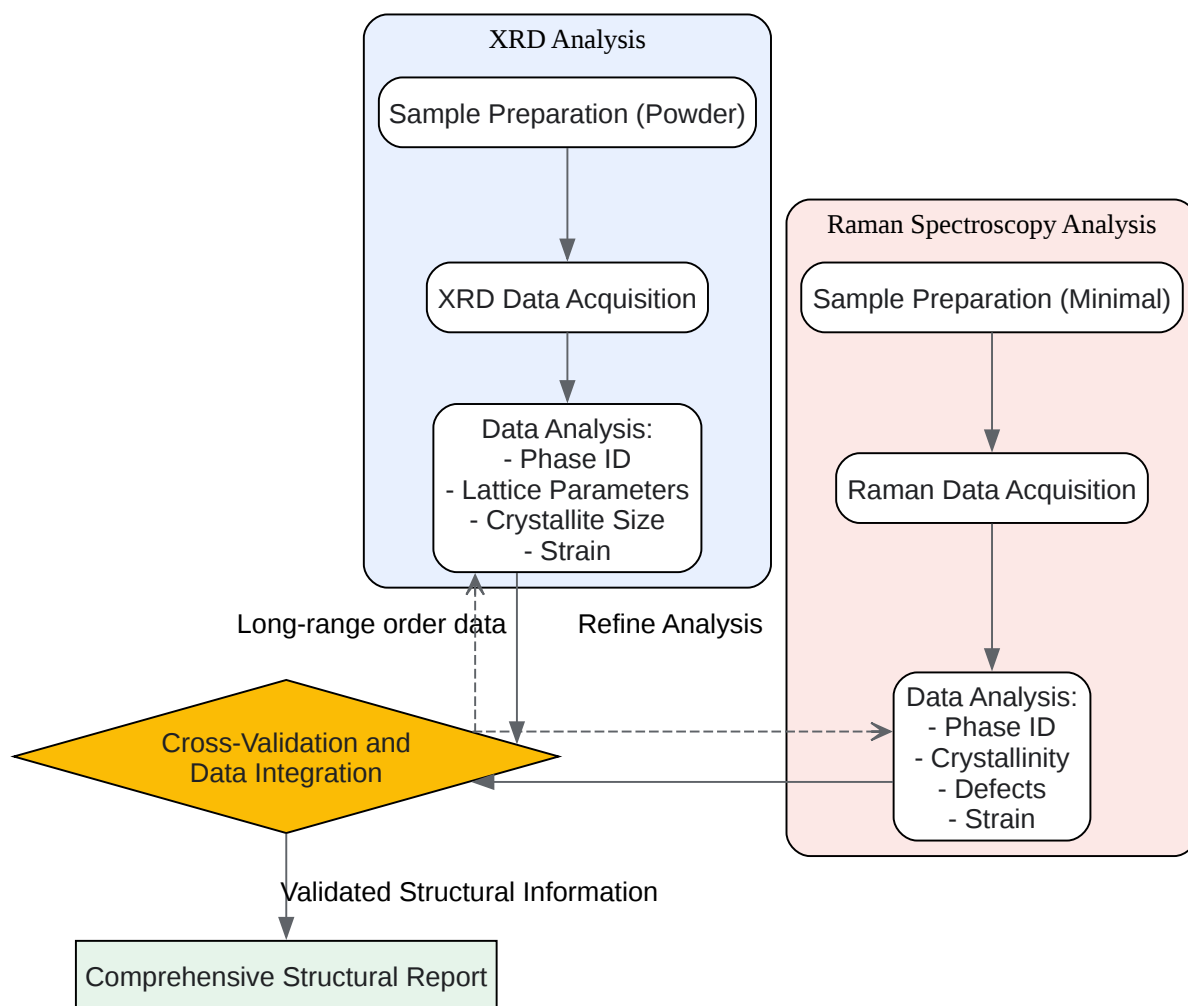 XRD Analysis
Sample Preparation (Powder)
XRD Data Acquisition
Data Analysis:
- Phase ID
- Lattice Parameters
- Crystallite Size
- Strain
Raman Spectroscopy Analysis
Sample Preparation (Minimal)
Raman Data Acquisition
Data Analysis:
- Phase ID
- Crystallinity
- Defects
- Strain
Long-range order data
Refine Analysis
Cross-Validation and
Data Integration
Validated Structural Information
Comprehensive Structural Report